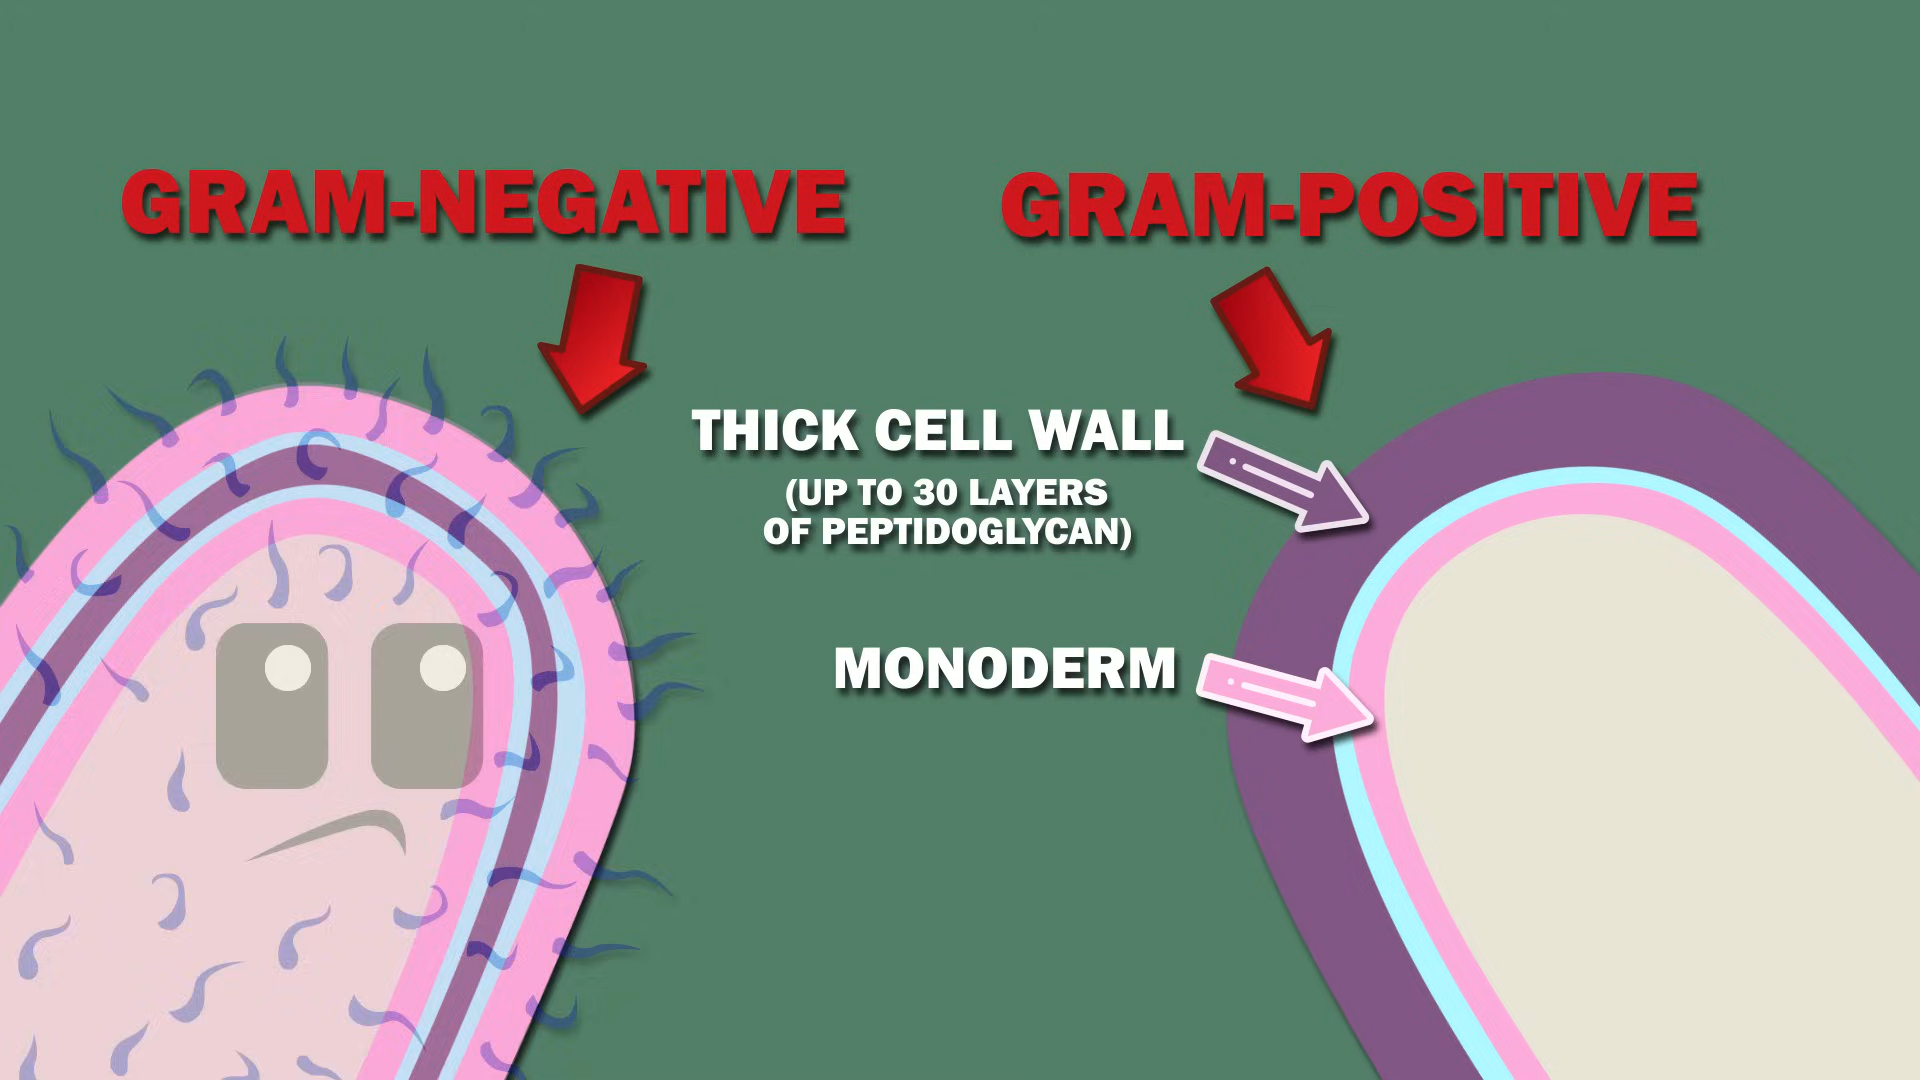 GRAM-NEGATIVE
GRAM-POSITIVE
THICK CELL WALL
(UP TO 30 LAYERS
OF PEPTIDOGLYCAN)
MONODERM